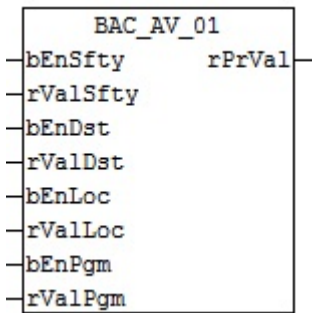 BAC_AV_01
bEnSfty rPrVal
rValSfty
bEnDst
rValDst
bEnLoc
rValLoc
bEnPgm
rValPgm